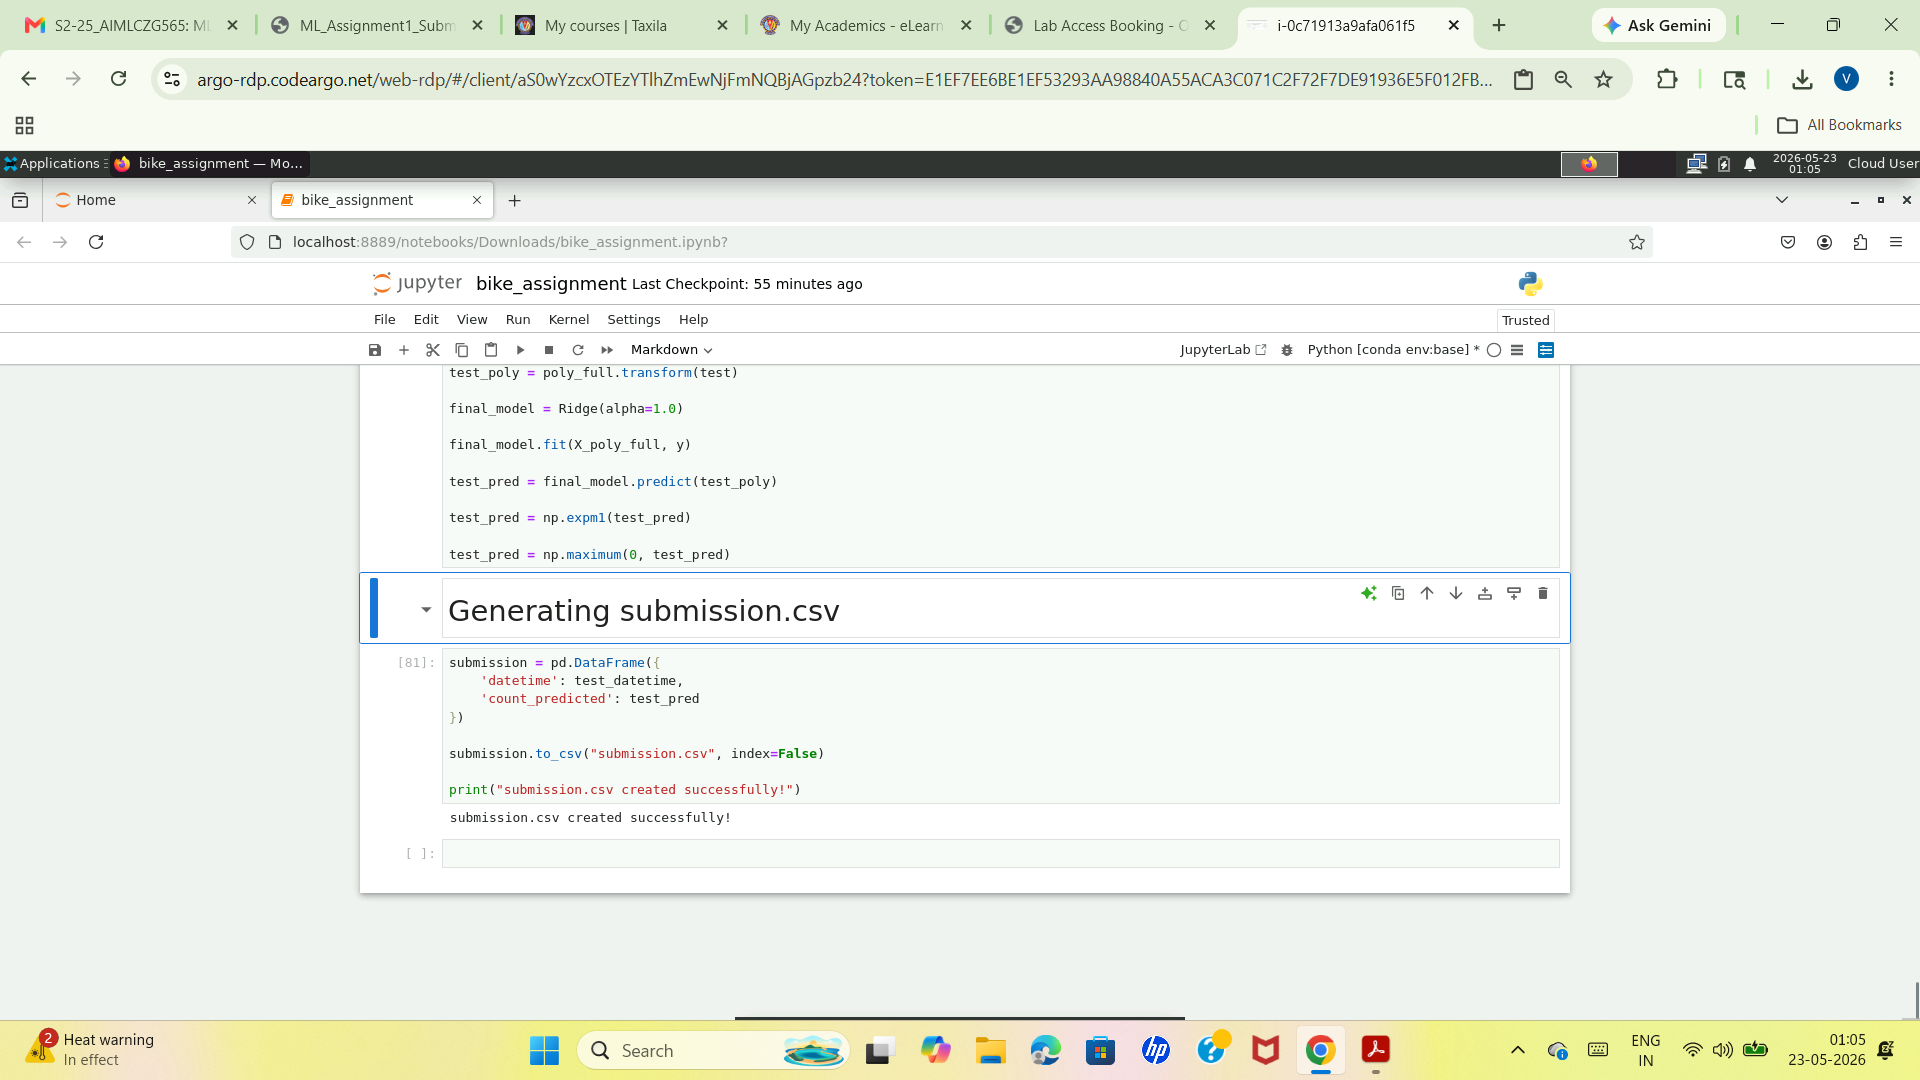 S2-25_AIMLCZG565: ML
ML_Assignment1_Subm
My courses | Taxila
My Academics - eLearn
Lab Access Booking - O
i-0c71913a9afa061f5
Ask Gemini
argo-rdp.codeargo.net/web-rdp/#/client/aS0wYzcxOTEzYTlhZmEwNjFmNQBjAGpzb24?token=E1EF7EE6BE1EF53293AA98840A55ACA3C071C2F72F7DE91936E5F012FB...
V
All Bookmarks
Applications
bike_assignment — Mo...
2026-05-23
01:05
Cloud User
Home
bike_assignment
localhost:8889/notebooks/Downloads/bike_assignment.ipynb?
jupyter bike_assignment Last Checkpoint: 55 minutes ago
File Edit View Run Kernel Settings Help
Trusted
Markdown
JupyterLab
Python [conda env:base] *
test_poly = poly_full.transform(test)
final_model = Ridge(alpha=1.0)
final_model.fit(X_poly_full, y)
test_pred = final_model.predict(test_poly)
test_pred = np.expm1(test_pred)
test_pred = np.maximum(0, test_pred)
Generating submission.csv
[81]: submission = pd.DataFrame({
'datetime': test_datetime,
'count_predicted': test_pred
})
submission.to_csv("submission.csv", index=False)
print("submission.csv created successfully!")
submission.csv created successfully!
[ ]:
2
Heat warning
In effect
Search
hp
ENG
IN
01:05
23-05-2026